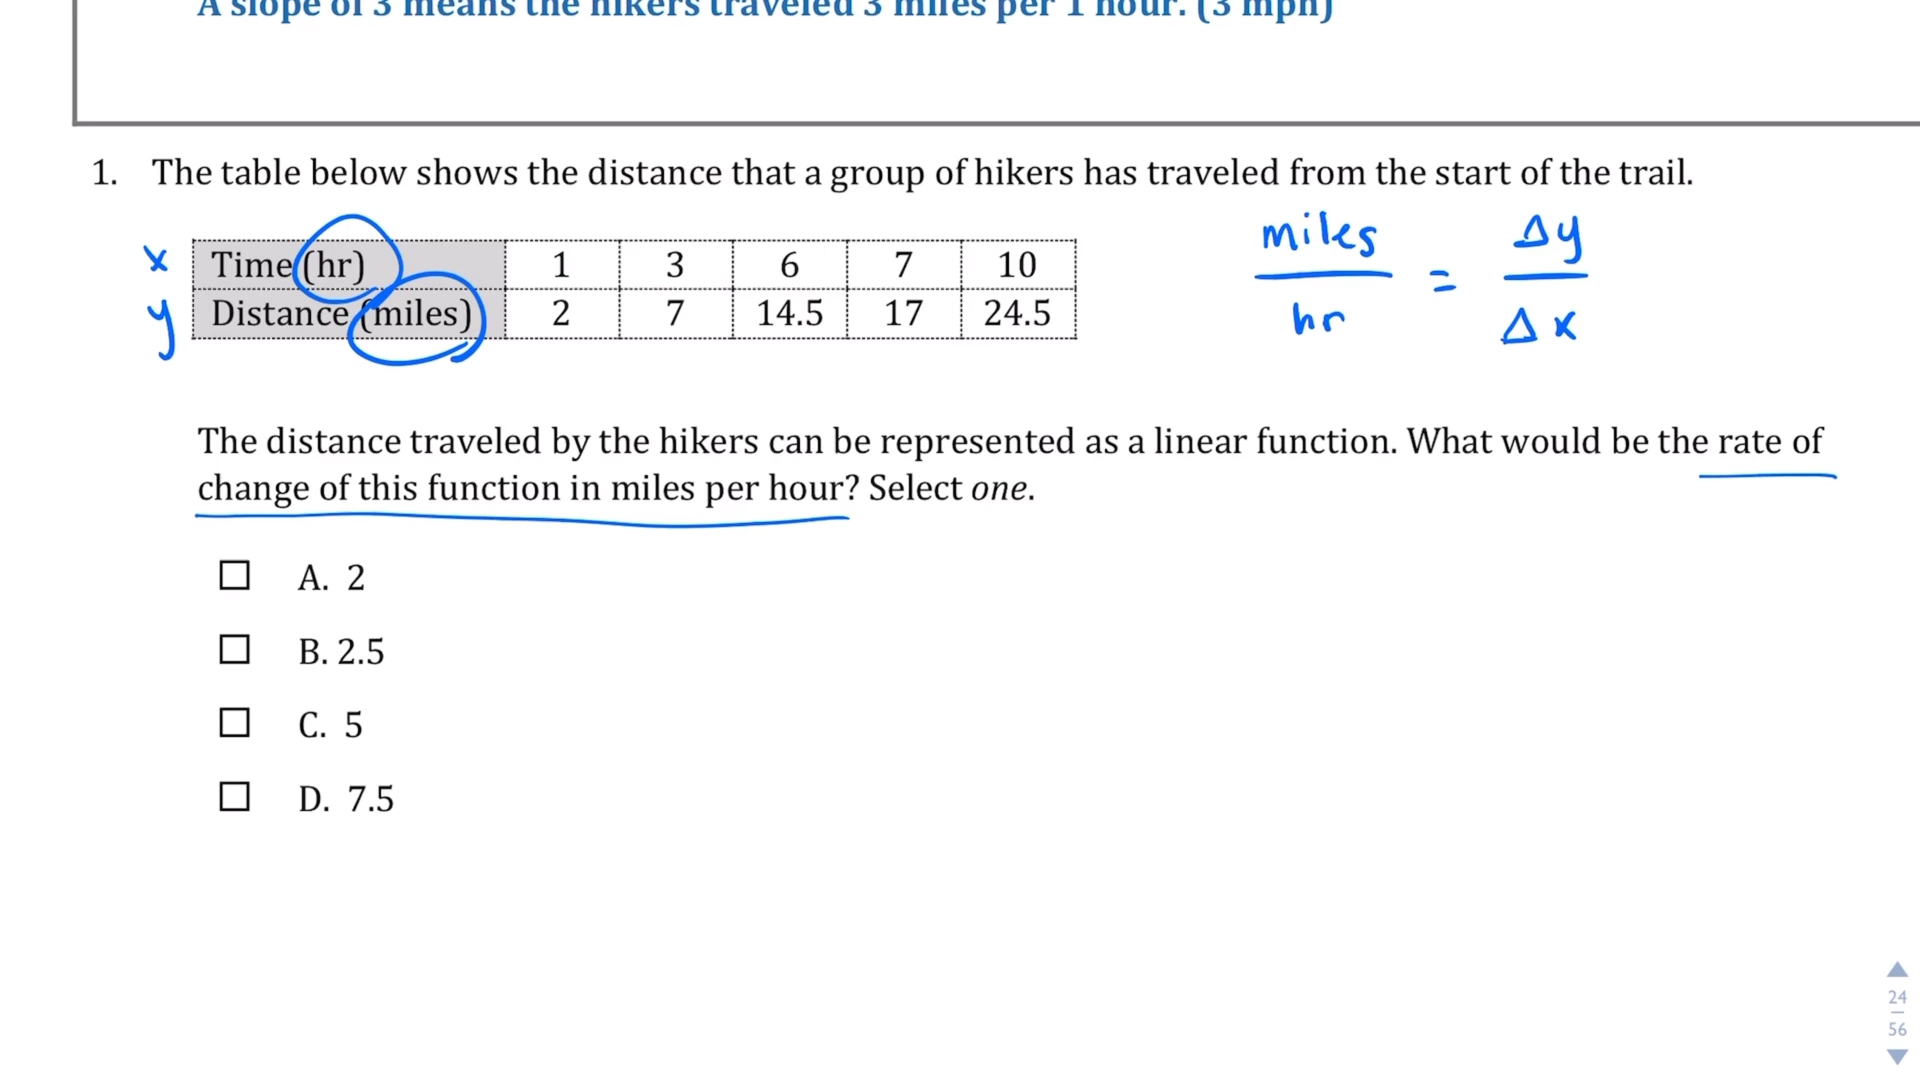 A slope of 3 means the hikers traveled 3 miles per 1 hour. (3 mph)
1. The table below shows the distance that a group of hikers has traveled from the start of the trail.
x Time (hr) 1 3 6 7 10
y Distance (miles) 2 7 14.5 17 24.5
miles / hr = Δy / Δx
The distance traveled by the hikers can be represented as a linear function. What would be the rate of
change of this function in miles per hour? Select one.
☐ A. 2
☐ B. 2.5
☐ C. 5
☐ D. 7.5
24
56